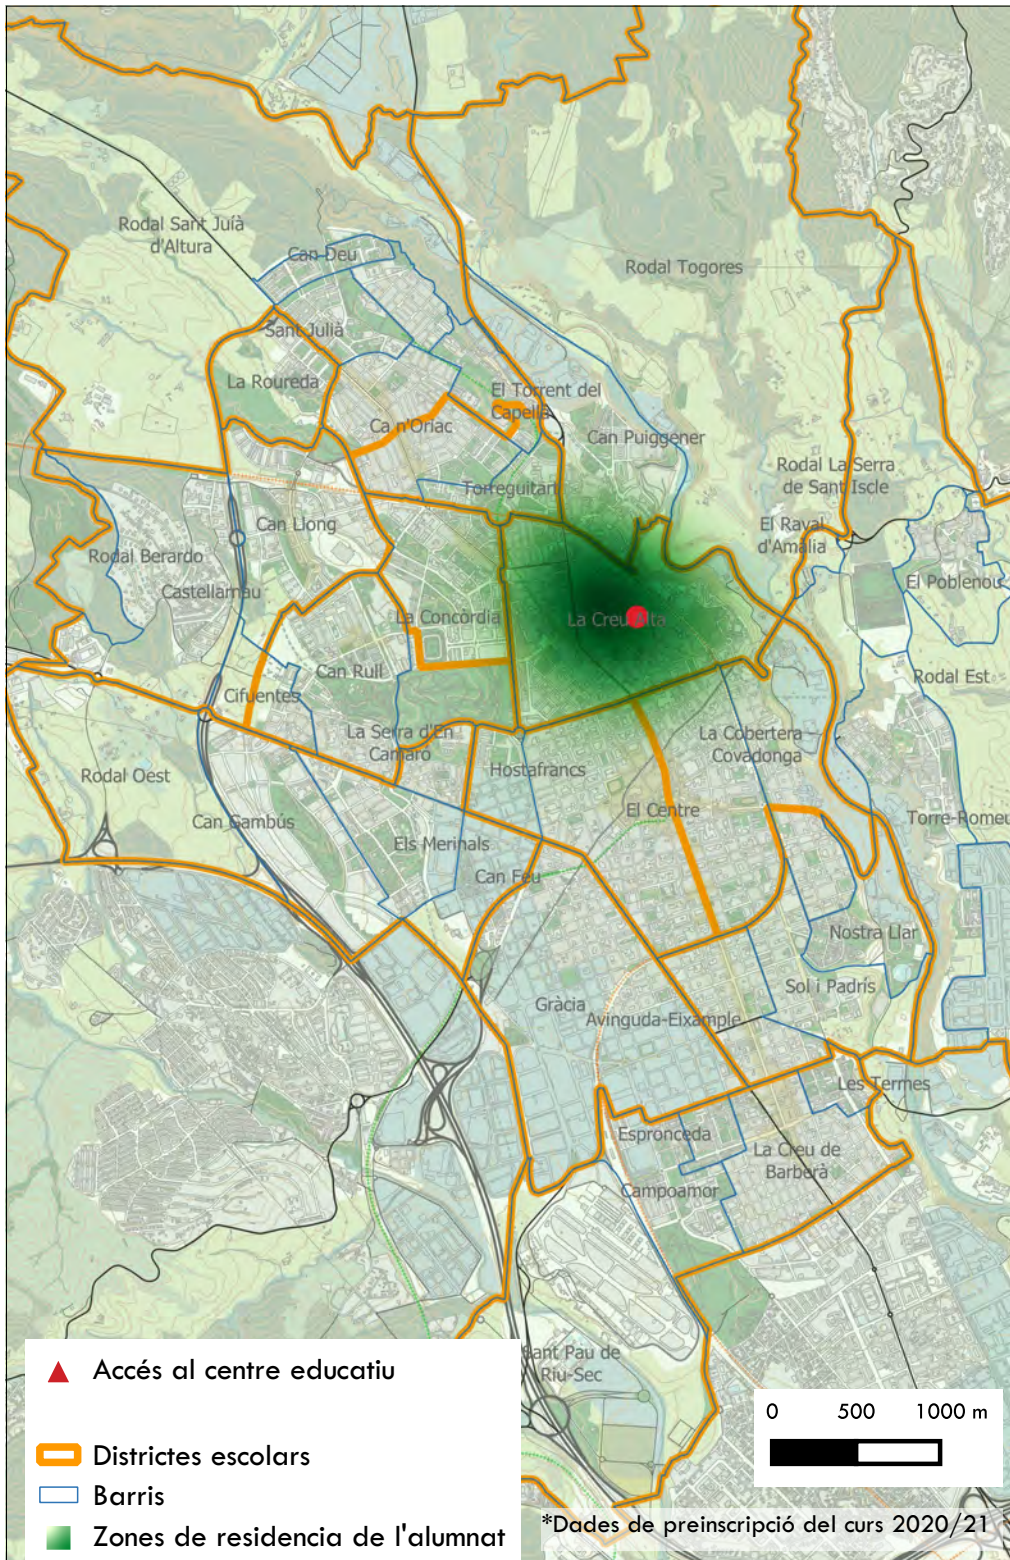 Rodal Sant Juíà
d'Altura
Can Deu
Rodal Togores
Sant Julià
La Roureda
El Torrent del
Capellà
Ca n'Oriac
Can Puiggener
Rodal La Serra
de Sant Iscle
Torreguitart
Can Llong
El Raval
d'Amàlia
Rodal Berardo
El Poblenou
Castellarnau
La Concòrdia
La Creu Alta
Can Rull
Rodal Est
Cifuentes
La Serra d'En
Camaró
La Cobertera
Covadonga
Rodal Oest
Hostafrancs
El Centre
Can Gambús
Torre-Romeu
Els Merinals
Can Feu
Nostra Llar
Sol i Padrís
Gràcia
Avinguda-Eixample
Les Termes
Espronceda
La Creu de
Barberà
Campoamor
Sant Pau de
Riu-Sec
Accés al centre educatiu
Districtes escolars
Barris
Zones de residencia de l'alumnat
0 500 1000 m
*Dades de preinscripció del curs 2020/21